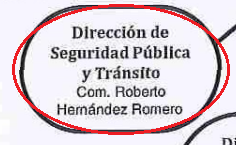 Dirección de
Seguridad Pública
y Tránsito
Com. Roberto
Hernández Romero